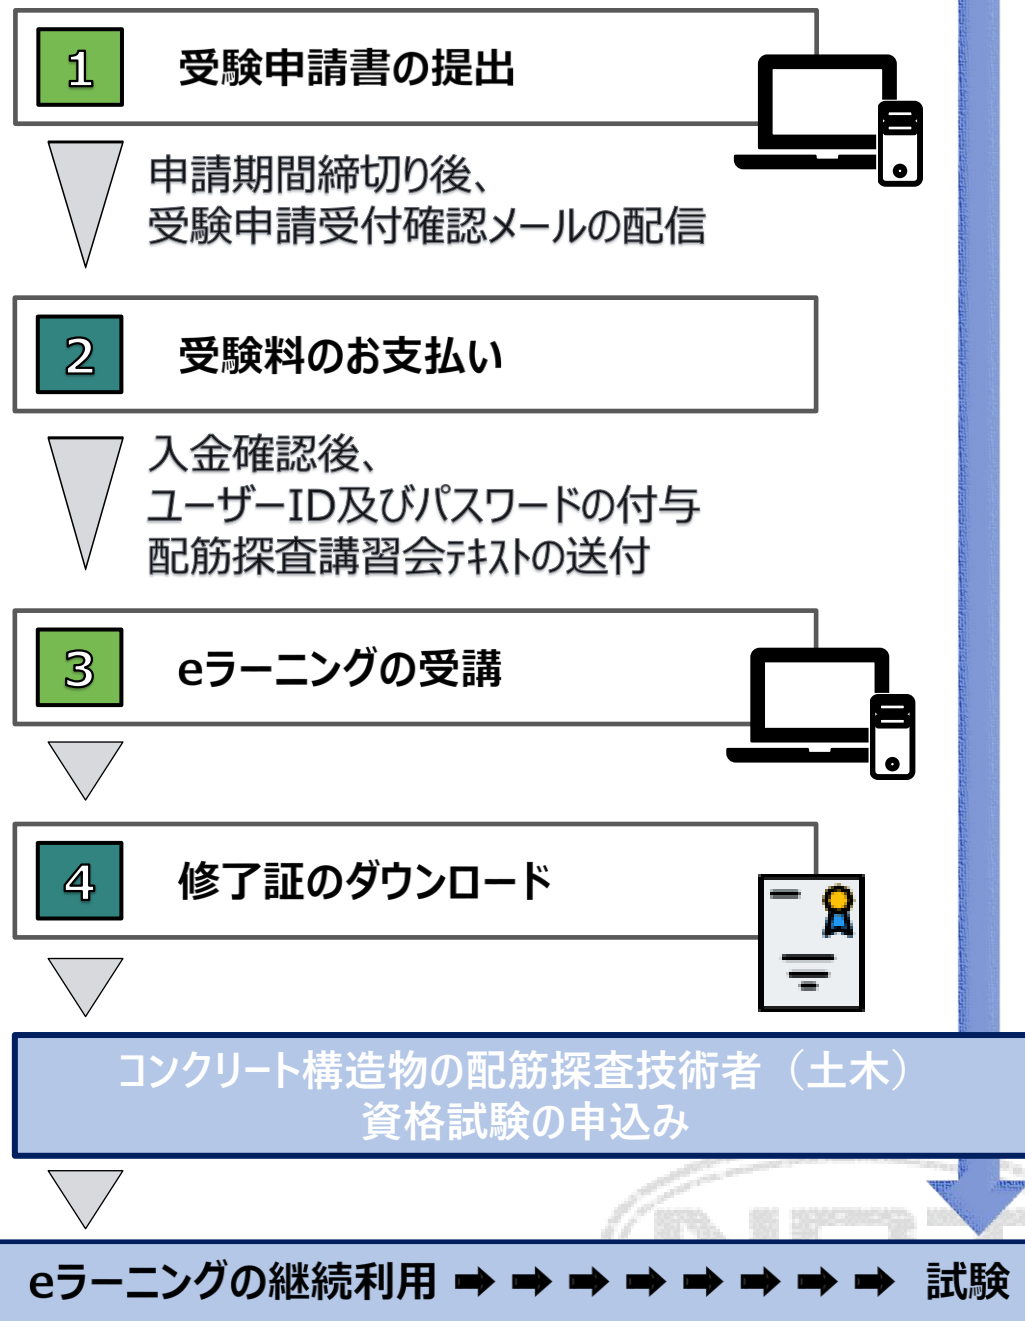 1 受験申請書の提出
申請期間締切り後、
受験申請受付確認メールの配信
2 受験料のお支払い
入金確認後、
ユーザーID及びパスワードの付与
配筋探査講習会ﾃｷｽﾄの送付
3 eラーニングの受講
4 修了証のダウンロード
コンクリート構造物の配筋探査技術者（土木）
資格試験の申込み
eラーニングの継続利用 ➡ ➡ ➡ ➡ ➡ ➡ ➡ ➡ 試験